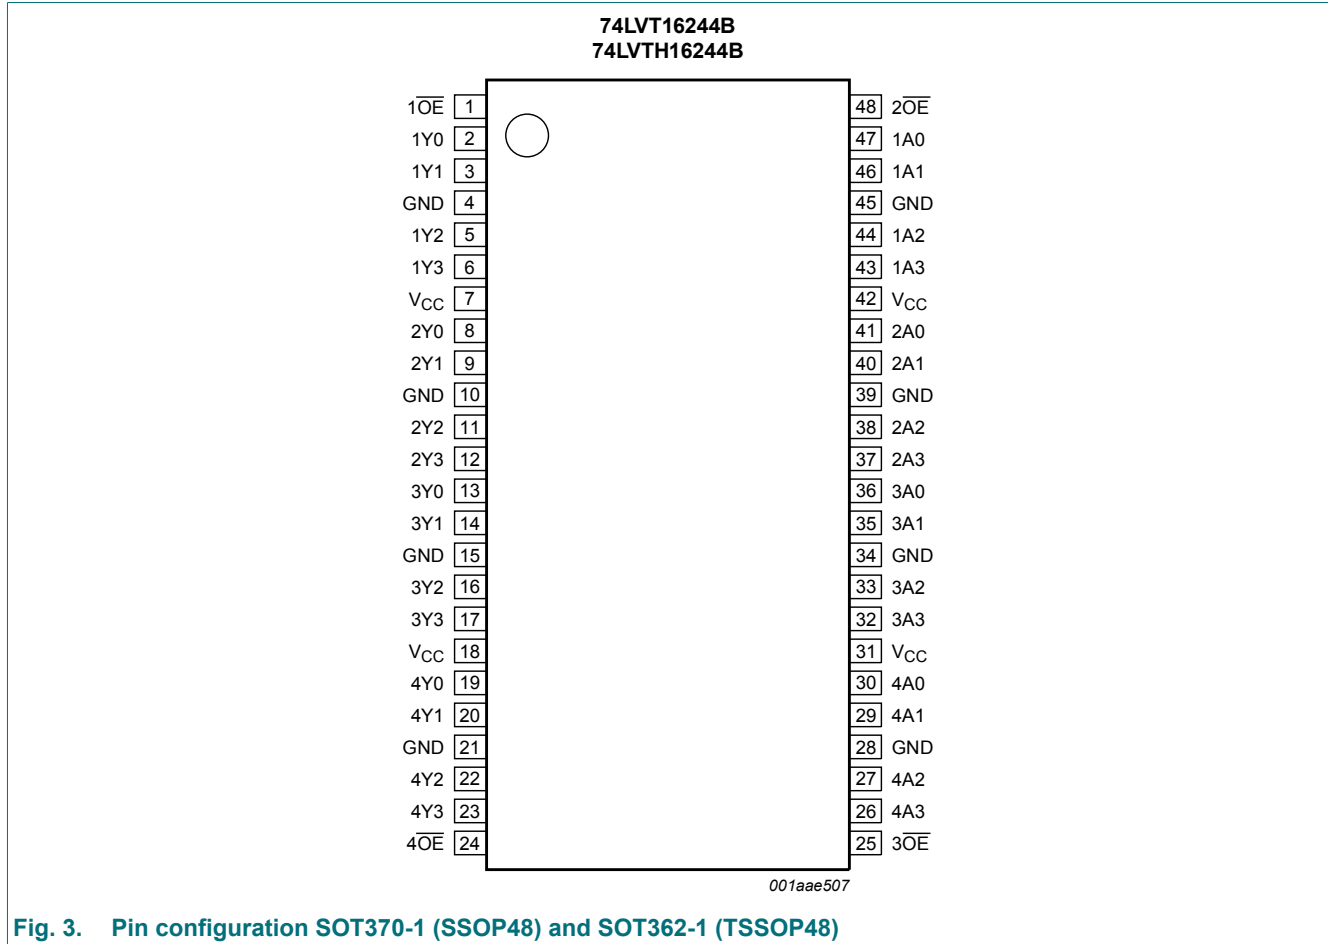 74LVT16244B
74LVTH16244B
1O̅E̅ 1 48 2O̅E̅
1Y0 2 47 1A0
1Y1 3 46 1A1
GND 4 45 GND
1Y2 5 44 1A2
1Y3 6 43 1A3
VCC 7 42 VCC
2Y0 8 41 2A0
2Y1 9 40 2A1
GND 10 39 GND
2Y2 11 38 2A2
2Y3 12 37 2A3
3Y0 13 36 3A0
3Y1 14 35 3A1
GND 15 34 GND
3Y2 16 33 3A2
3Y3 17 32 3A3
VCC 18 31 VCC
4Y0 19 30 4A0
4Y1 20 29 4A1
GND 21 28 GND
4Y2 22 27 4A2
4Y3 23 26 4A3
4O̅E̅ 24 25 3O̅E̅
001aae507
Fig. 3. Pin configuration SOT370-1 (SSOP48) and SOT362-1 (TSSOP48)